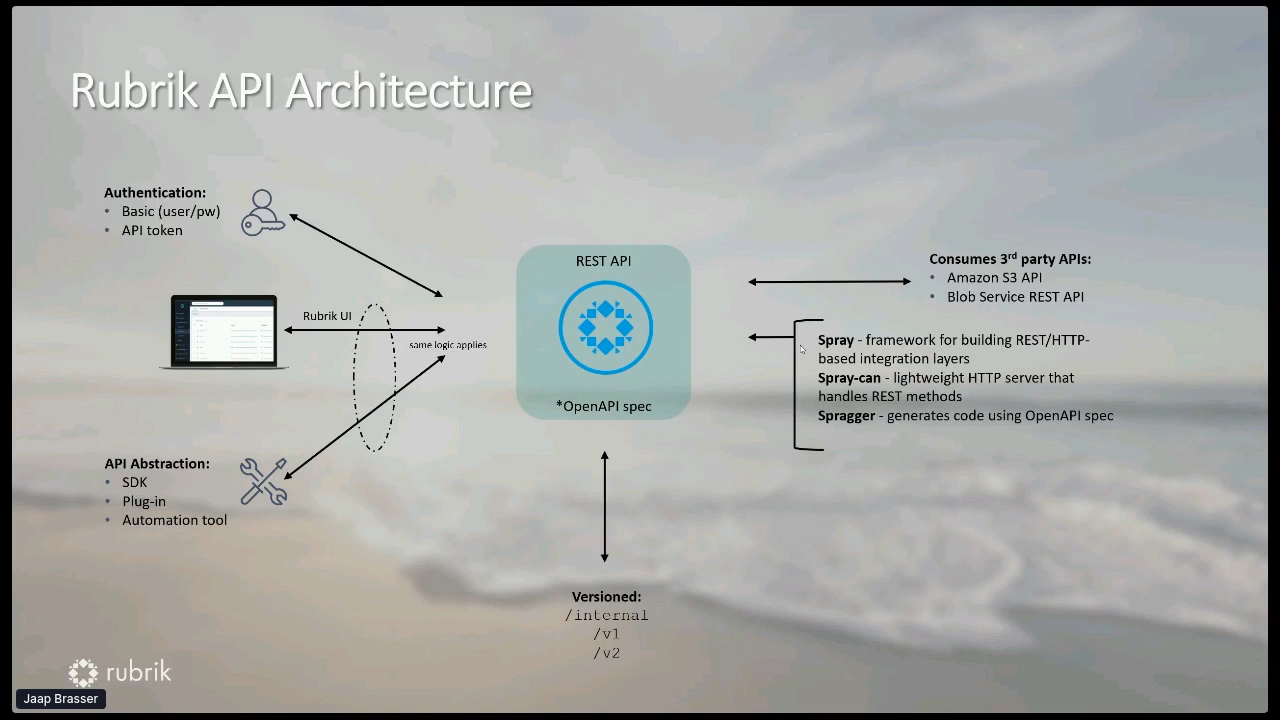 Rubrik API Architecture
Authentication:
• Basic (user/pw)
• API token
Rubrik UI
same logic applies
API Abstraction:
• SDK
• Plug-in
• Automation tool
REST API
*OpenAPI spec
Versioned:
/internal
/v1
/v2
Consumes 3rd party APIs:
• Amazon S3 API
• Blob Service REST API
Spray - framework for building REST/HTTP-
based integration layers
Spray-can - lightweight HTTP server that
handles REST methods
Spragger - generates code using OpenAPI spec
rubrik
Jaap Brasser